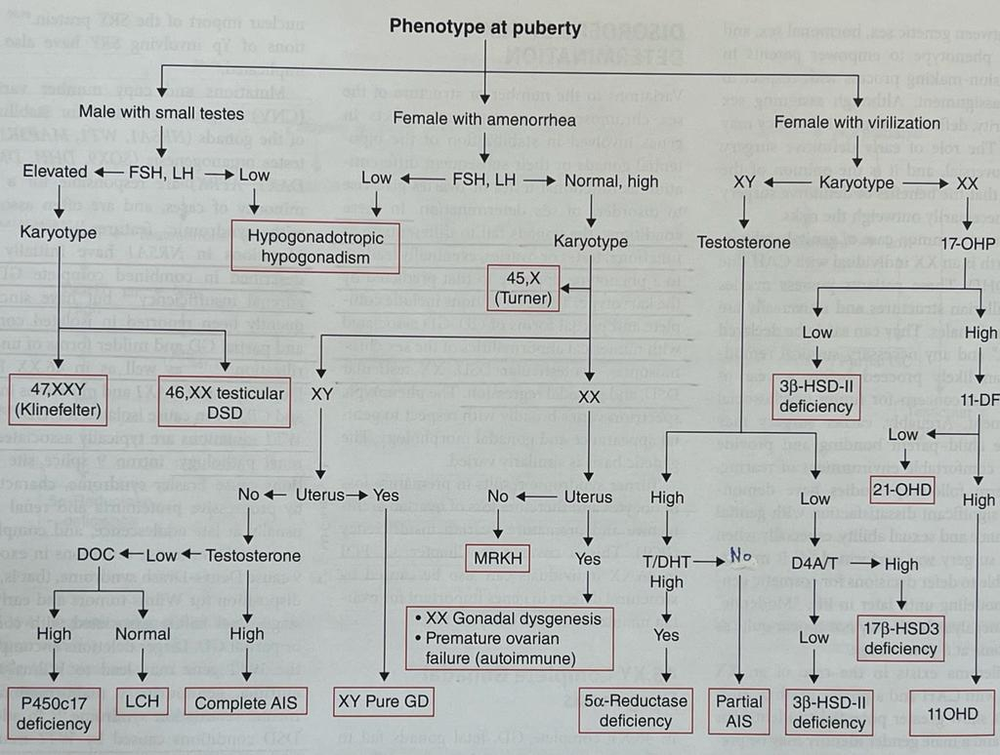 Phenotype at puberty
Male with small testes
Female with amenorrhea
Female with virilization
Elevated FSH, LH Low
Low FSH, LH Normal, high
XY Karyotype XX
Karyotype
Hypogonadotropic
hypogonadism
Karyotype
Testosterone
17-OHP
45,X
(Turner)
Low
High
47,XXY
(Klinefelter)
46,XX testicular
DSD
XY
XX
3β-HSD-II
deficiency
11-DF
Low
21-OHD
High
No Uterus Yes
No Uterus
High
Low
DOC Low Testosterone
MRKH
Yes
T/DHT No
High
D4A/T High
• XX Gonadal dysgenesis
• Premature ovarian
failure (autoimmune)
High
Normal
High
Yes
Low
17β-HSD3
deficiency
P450c17
deficiency
LCH
Complete AIS
XY Pure GD
5α-Reductase
deficiency
Partial
AIS
3β-HSD-II
deficiency
11OHD